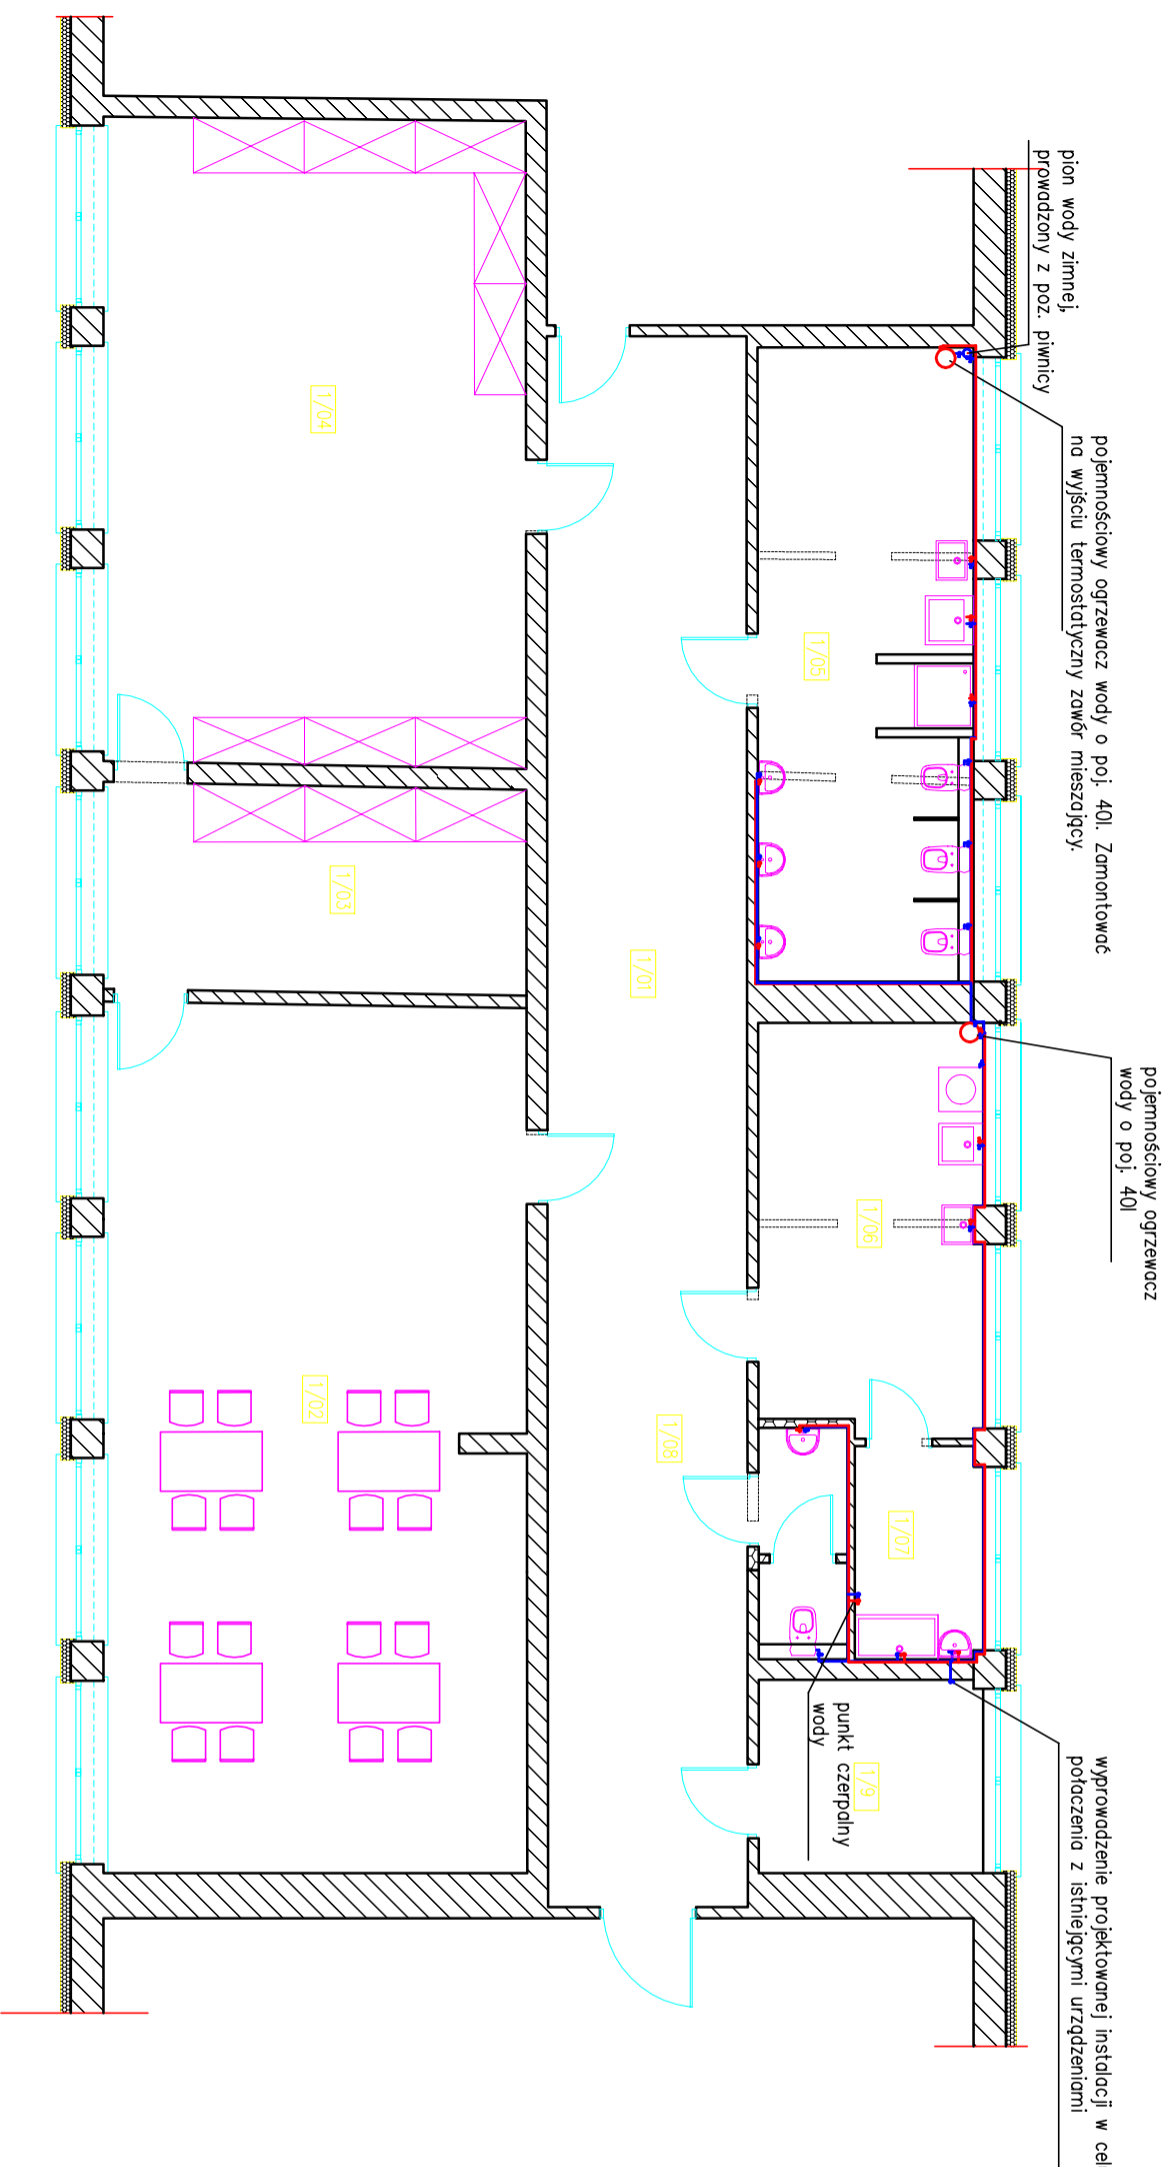 pion wody zimnej,
prowadzony z poz. piwnicy
pojemnościowy ogrzewacz wody o poj. 40l. Zamontować
na wyjściu termostatyczny zawór mieszający.
pojemnościowy ogrzewacz
wody o poj. 40l
wyprowadzenie projektowanej instalacji w cel
połączenia z istniejącymi urządzeniami
punkt czerpalny
wody
1/04
1/05
1/03
1/01
1/06
1/02
1/08
1/07
1/9